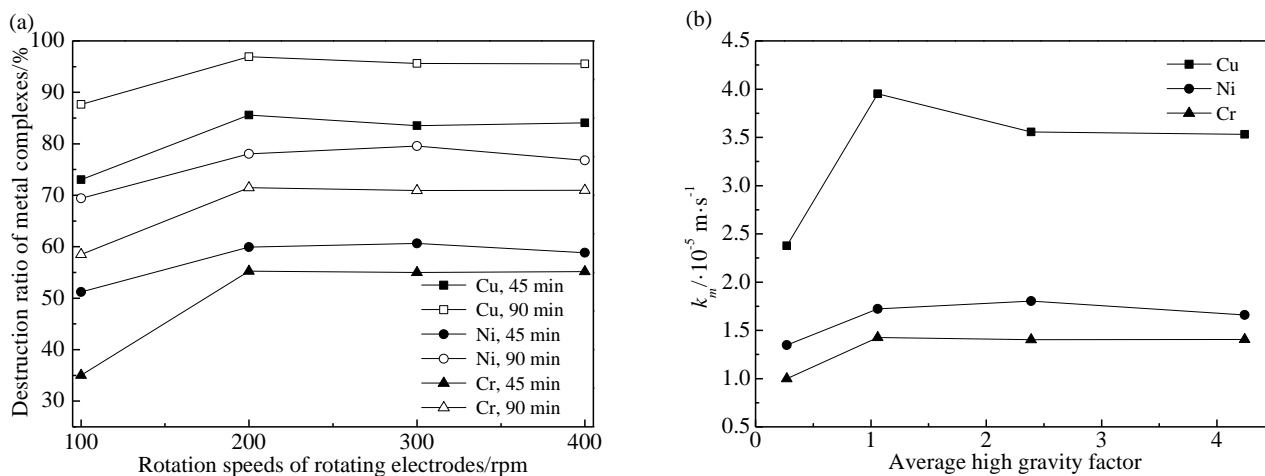 (a)
100
90
80
70
60
50
40
30
Destruction ratio of metal complexes/%
Cu, 45 min
Cu, 90 min
Ni, 45 min
Ni, 90 min
Cr, 45 min
Cr, 90 min
100 200 300 400
Rotation speeds of rotating electrodes/rpm
(b)
4.5
4.0
3.5
3.0
2.5
2.0
1.5
1.0
0.5
k_m/·10⁻⁵ m·s⁻¹
Cu
Ni
Cr
0 1 2 3 4
Average high gravity factor